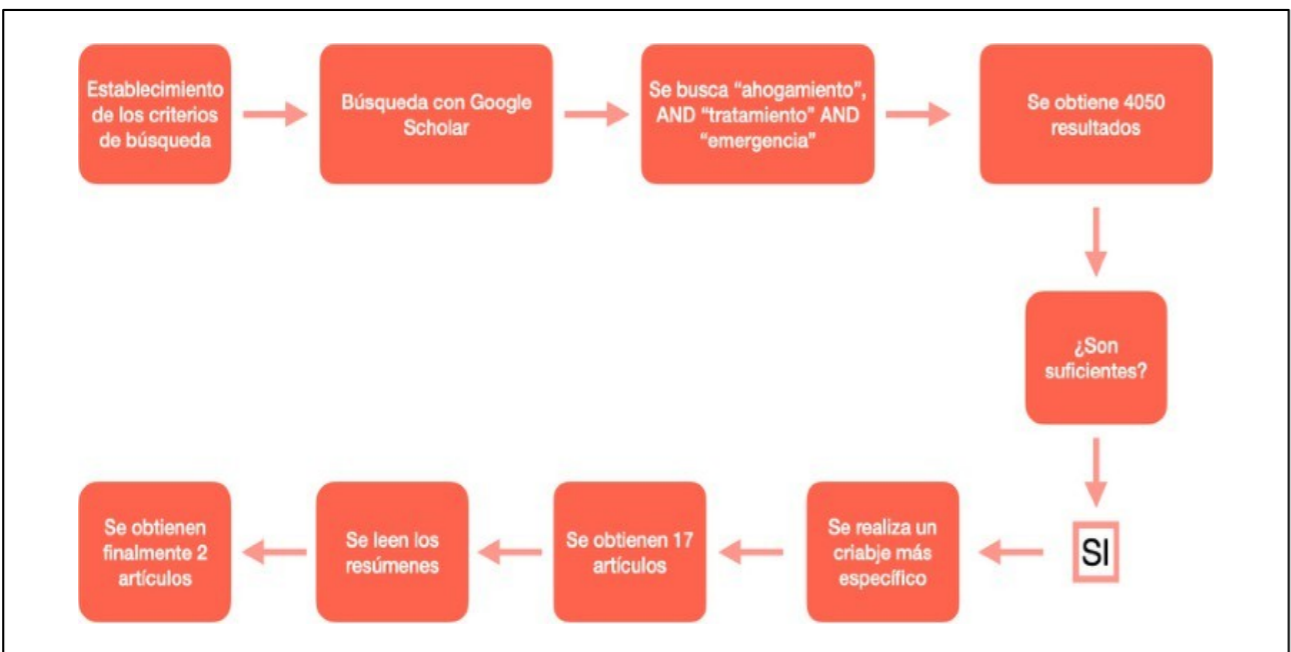 Establecimiento
de los criterios
de búsqueda
Búsqueda con Google
Scholar
Se busca “ahogamiento”,
AND “tratamiento” AND
“emergencia”
Se obtiene 4050
resultados
¿Son
suficientes?
SI
Se realiza un
criabje más
específico
Se obtienen 17
artículos
Se leen los
resúmenes
Se obtienen
finalmente 2
artículos